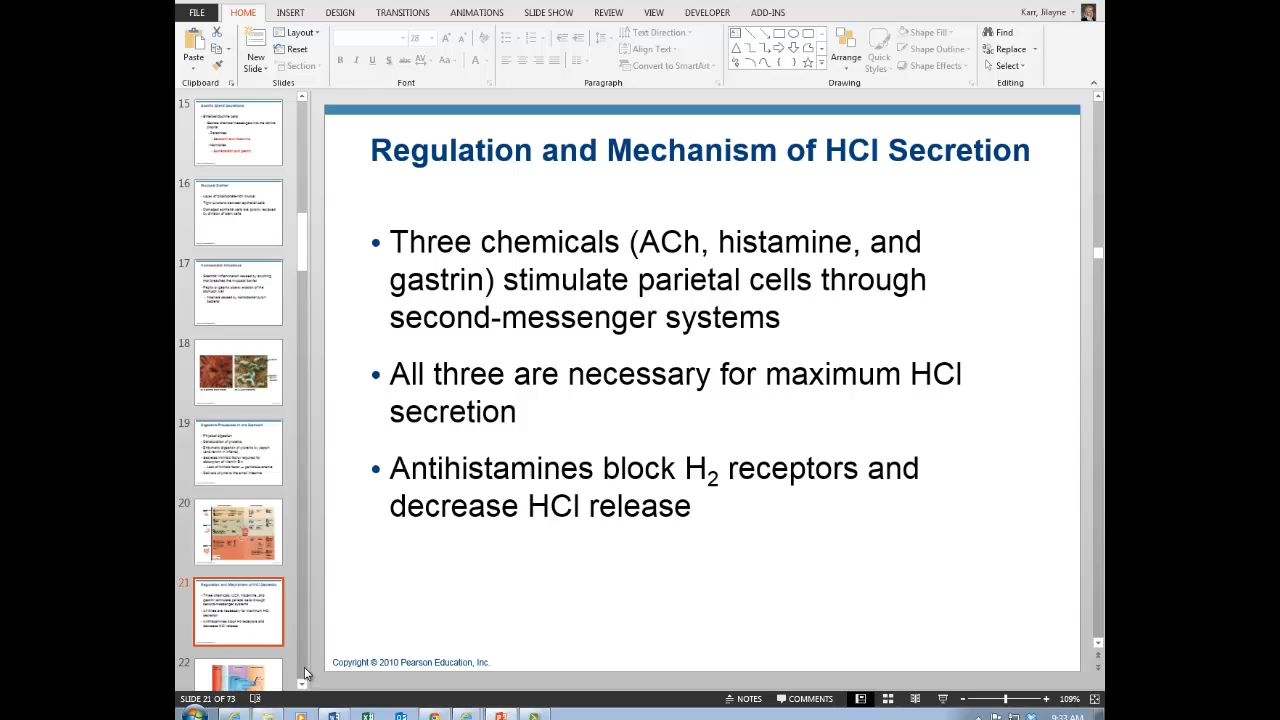 FILE HOME INSERT DESIGN TRANSITIONS ANIMATIONS SLIDE SHOW REVIEW VIEW DEVELOPER ADD-INS Karr, Jilayne
Paste
New
Slide
Layout
Reset
Section
28
Text Direction
Align Text
Convert to SmartArt
Arrange
Quick
Styles
Shape Fill
Shape Outline
Shape Effects
Find
Replace
Select
Clipboard Slides Font Paragraph Drawing Editing
15
16
17
18
19
20
21
22
Regulation and Mechanism of HCl Secretion
• Three chemicals (ACh, histamine, and
gastrin) stimulate parietal cells through
second-messenger systems
• All three are necessary for maximum HCl
secretion
• Antihistamines block H2 receptors and
decrease HCl release
Copyright © 2010 Pearson Education, Inc.
SLIDE 21 OF 73 NOTES COMMENTS 109%
9:33 AM